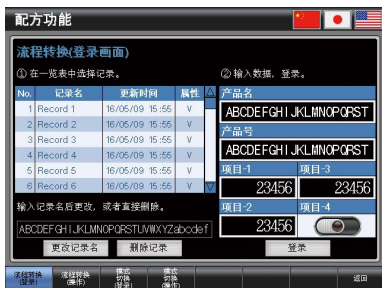 配方功能
流程转换(登录画面)
① 在一览表中选择记录。
② 输入数据，登录。
No. 记录名 更新时间 属性
1 Record 1 16/05/09 15:55 V
2 Record 2 16/05/09 15:55 V
3 Record 3 16/05/09 15:55 V
4 Record 4 16/05/09 15:55 V
5 Record 5 16/05/09 15:55 V
6 Record 6 16/05/09 15:55 V
输入记录名后更改，或者直接删除。
ABCDEFGHIJKLMNOPQRSTUVWXYZabcdef
更改记录名 删除记录
产品名
ABCDEFGHIJKLMNOPQRST
产品号
ABCDEFGHIJKLMNOPQRST
项目-1 项目-3
23456 23456
项目-2 项目-4
23456
登录
流程转换(登录) 流程转换(操作) 模式切换(登录) 模式切换(操作) 返回